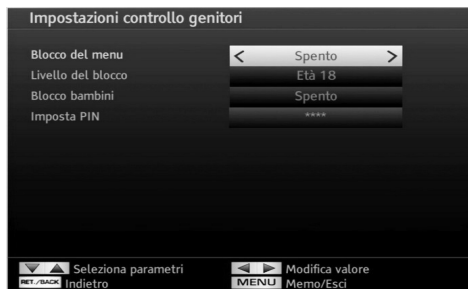 Impostazioni controllo genitori
Blocco del menu < Spento >
Livello del blocco Età 18
Blocco bambini Spento
Imposta PIN ****
Seleziona parametri Modifica valore
RET./BACK Indietro MENU Memo/Esci